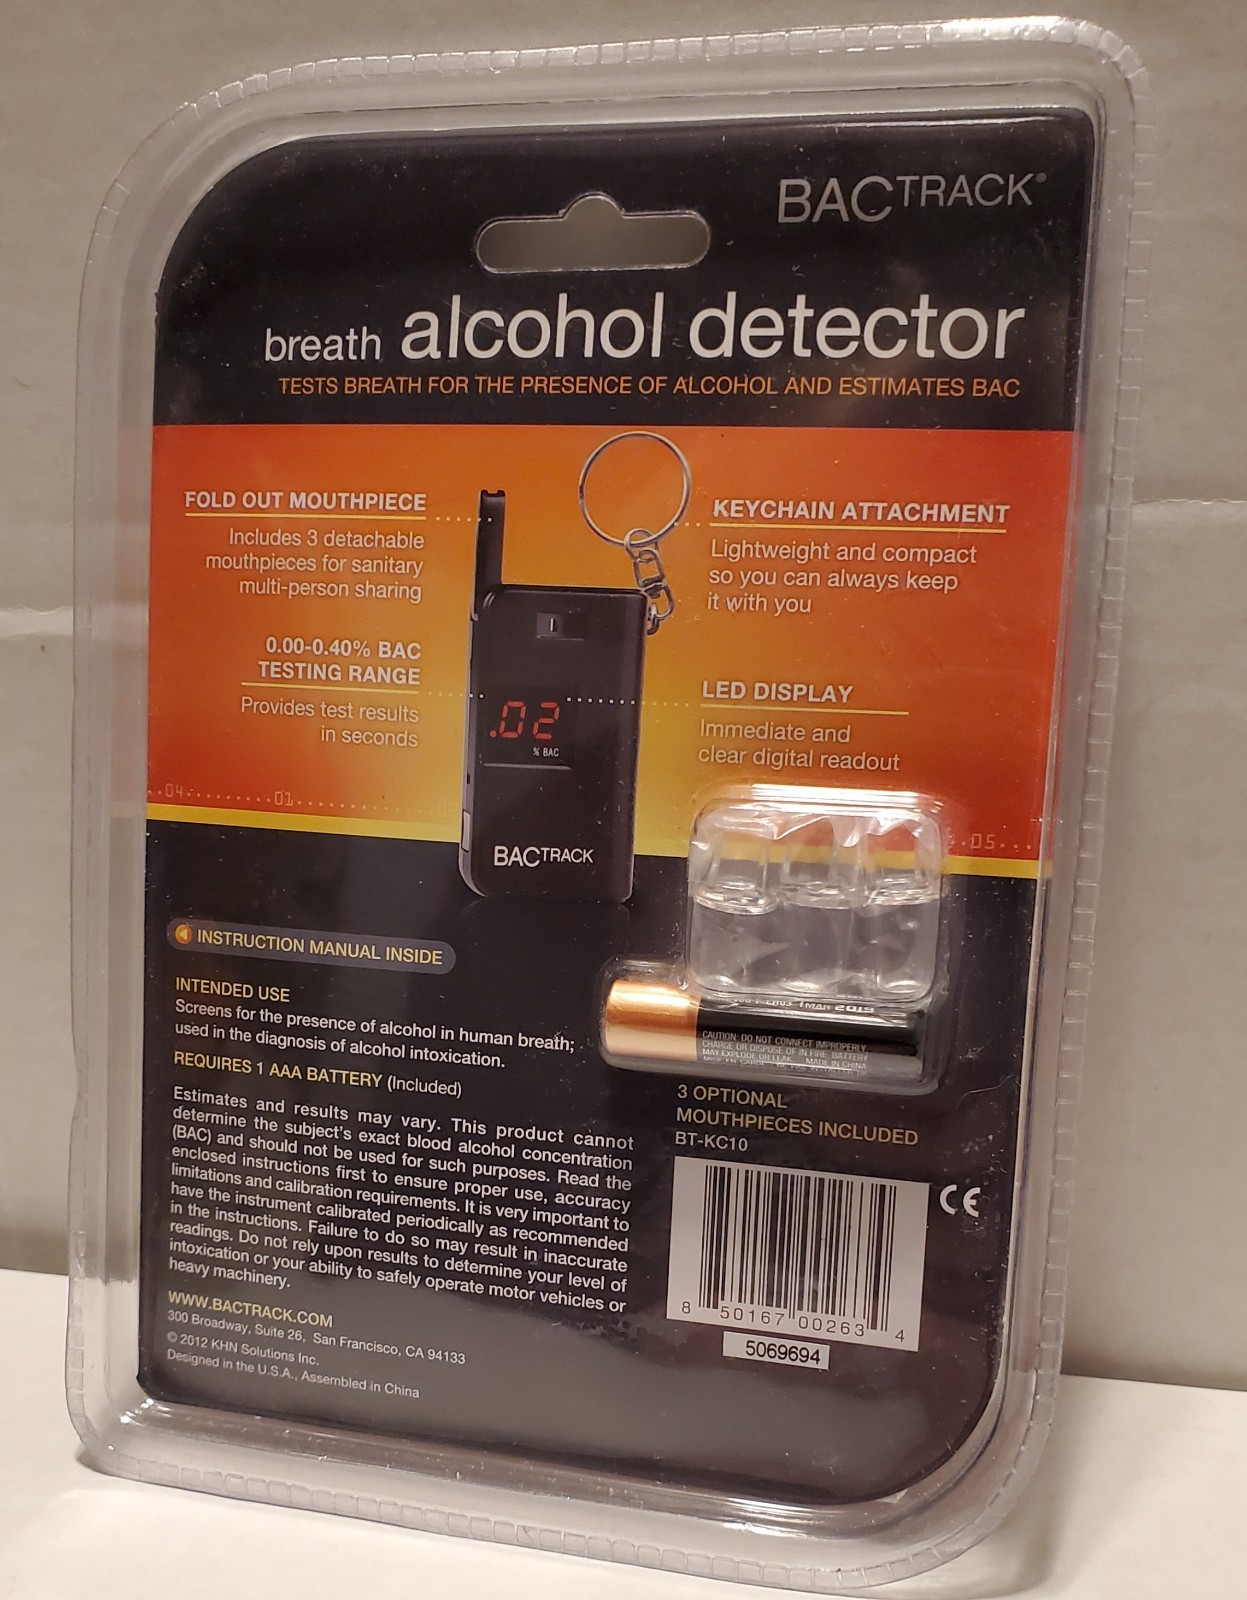 BACTRACK®
breath alcohol detector
TESTS BREATH FOR THE PRESENCE OF ALCOHOL AND ESTIMATES BAC
FOLD OUT MOUTHPIECE
Includes 3 detachable
mouthpieces for sanitary
multi-person sharing
0.00-0.40% BAC
TESTING RANGE
Provides test results
in seconds
KEYCHAIN ATTACHMENT
Lightweight and compact
so you can always keep
it with you
LED DISPLAY
Immediate and
clear digital readout
.02
% BAC
BACTRACK
.04
.01
.05
INSTRUCTION MANUAL INSIDE
INTENDED USE
Screens for the presence of alcohol in human breath;
used in the diagnosis of alcohol intoxication.
REQUIRES 1 AAA BATTERY (Included)
Estimates and results may vary. This product cannot
determine the subject's exact blood alcohol concentration
(BAC) and should not be used for such purposes. Read the
enclosed instructions first to ensure proper use, accuracy
limitations and calibration requirements. It is very important to
have the instrument calibrated periodically as recommended
in the instructions. Failure to do so may result in inaccurate
readings. Do not rely upon results to determine your level of
intoxication or your ability to safely operate motor vehicles or
heavy machinery.
WWW.BACTRACK.COM
300 Broadway, Suite 26, San Francisco, CA 94133
© 2012 KHN Solutions Inc.
Designed in the U.S.A., Assembled in China
MAR 2019
CAUTION: DO NOT CONNECT IMPROPERLY,
CHARGE OR DISPOSE OF IN FIRE. BATTERY
MAY EXPLODE OR LEAK. MADE IN CHINA
3 OPTIONAL
MOUTHPIECES INCLUDED
BT-KC10
8 50167 00263 4
CE
5069694